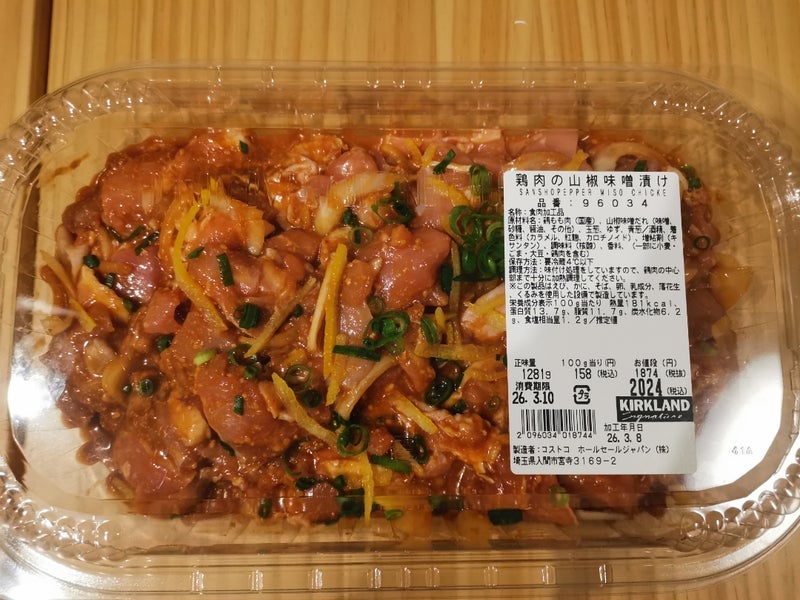 鶏肉の山椒味噌漬け
SANSHOPEPPER MISO CHICKE
品番：96034
名称：食肉加工品
原材料名：鶏もも肉（国産）、山椒味噌だれ（味噌、
砂糖、醤油、その他）、玉葱、ゆず、青葱／酒精、着
色料（カラメル、紅麹、カロチノイド）、増粘剤（キ
サンタン）、調味料（核酸）、香料、（一部に小麦・
ごま・大豆・鶏肉を含む）
保存方法：要冷蔵4℃以下
調理方法：味付け処理をしていますので、鶏肉の中心
部まで十分に加熱調理してください。
※この製品はえび、かに、そば、卵、乳成分、落花生
、くるみを使用した設備で製造しています。
栄養成分表示100g当たり 熱量181kcal、
蛋白質13.7g、脂質11.7g、炭水化物6.2
g、食塩相当量1.2g／推定値
正味量 100g当り(円) お値段 (円)
1281g 158(税込) 1874 (税抜)
消費期限 2024(税込)
26.3.10 プラ
KIRKLAND
Signature
2 096034 018744
加工年月日
26.3.8
製造者：コストコ ホールセールジャパン（株）
埼玉県入間市宮寺3169-2